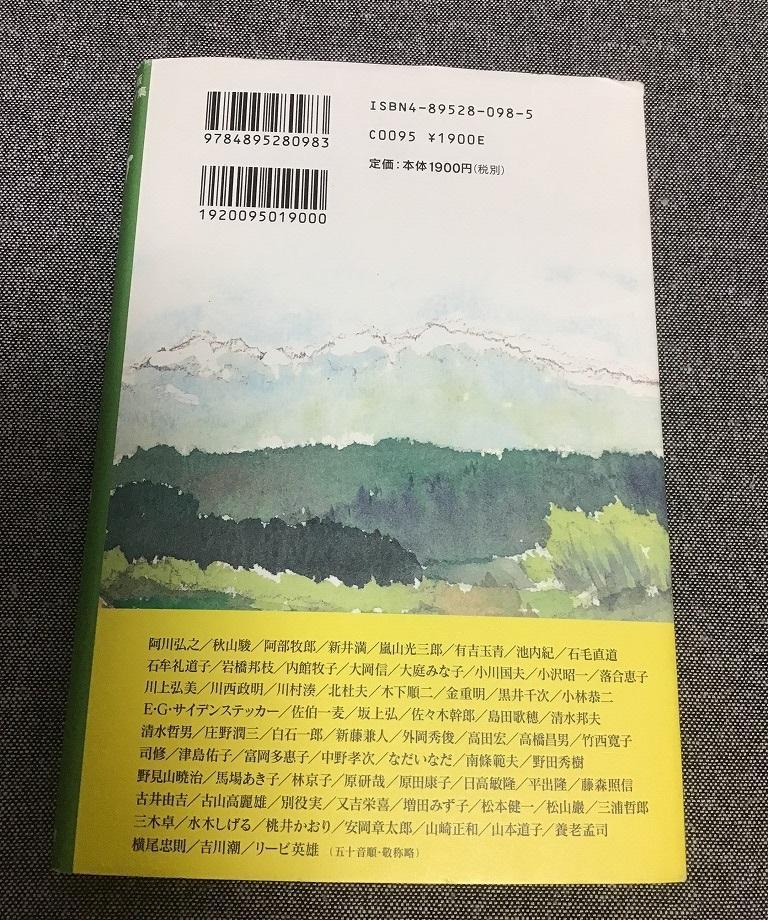 ISBN4-89528-098-5
9784895280983
C0095 ¥1900E
定価：本体1900円（税別）
1920095019000
阿川弘之／秋山駿／阿部牧郎／新井満／嵐山光三郎／有吉玉青／池内紀／石毛直道
石牟礼道子／岩橋邦枝／内館牧子／大岡信／大庭みな子／小川国夫／小沢昭一／落合恵子
川上弘美／川西政明／川村湊／北杜夫／木下順二／金重明／黒井千次／小林恭二
E・G・サイデンステッカー／佐伯一麦／坂上弘／佐々木幹郎／島田歌穂／清水邦夫
清水哲男／庄野潤三／白石一郎／新藤兼人／外岡秀俊／高田宏／高橋昌男／竹西寛子
司修／津島佑子／富岡多惠子／中野孝次／なだいなだ／南條範夫／野田秀樹
野見山暁治／馬場あき子／林京子／原研哉／原田康子／日高敏隆／平出隆／藤森照信
古井由吉／古山高麗雄／別役実／又吉栄喜／増田みず子／松本健一／松山巖／三浦哲郎
三木卓／水木しげる／桃井かおり／安岡章太郎／山崎正和／山本道子／養老孟司
横尾忠則／吉川潮／リービ英雄（五十音順・敬称略）